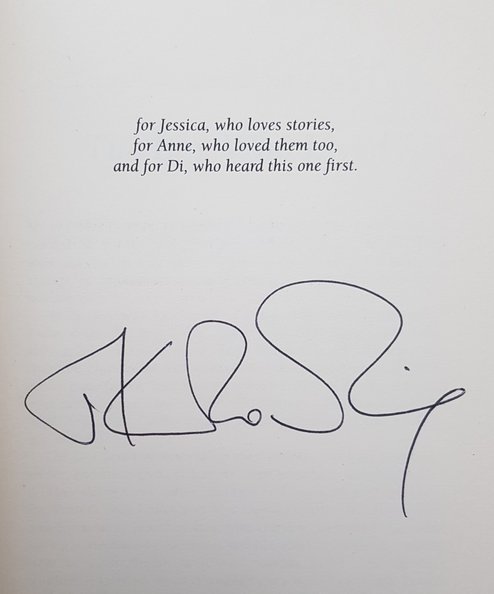 for Jessica, who loves stories,
for Anne, who loved them too,
and for Di, who heard this one first.
JKRowling